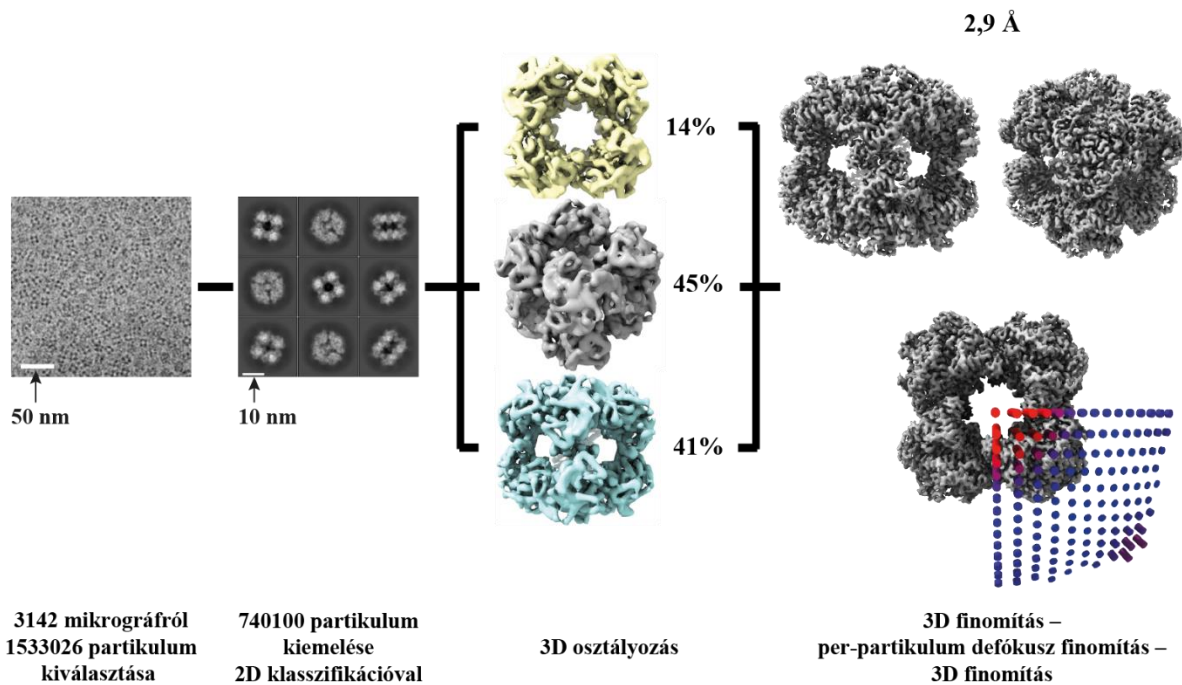 2,9 Å
14%
45%
41%
50 nm
10 nm
3142 mikrográfról
1533026 partikulum
kiválasztása
740100 partikulum
kiemelése
2D klasszifikációval
3D osztályozás
3D finomítás –
per-partikulum defókusz finomítás –
3D finomítás